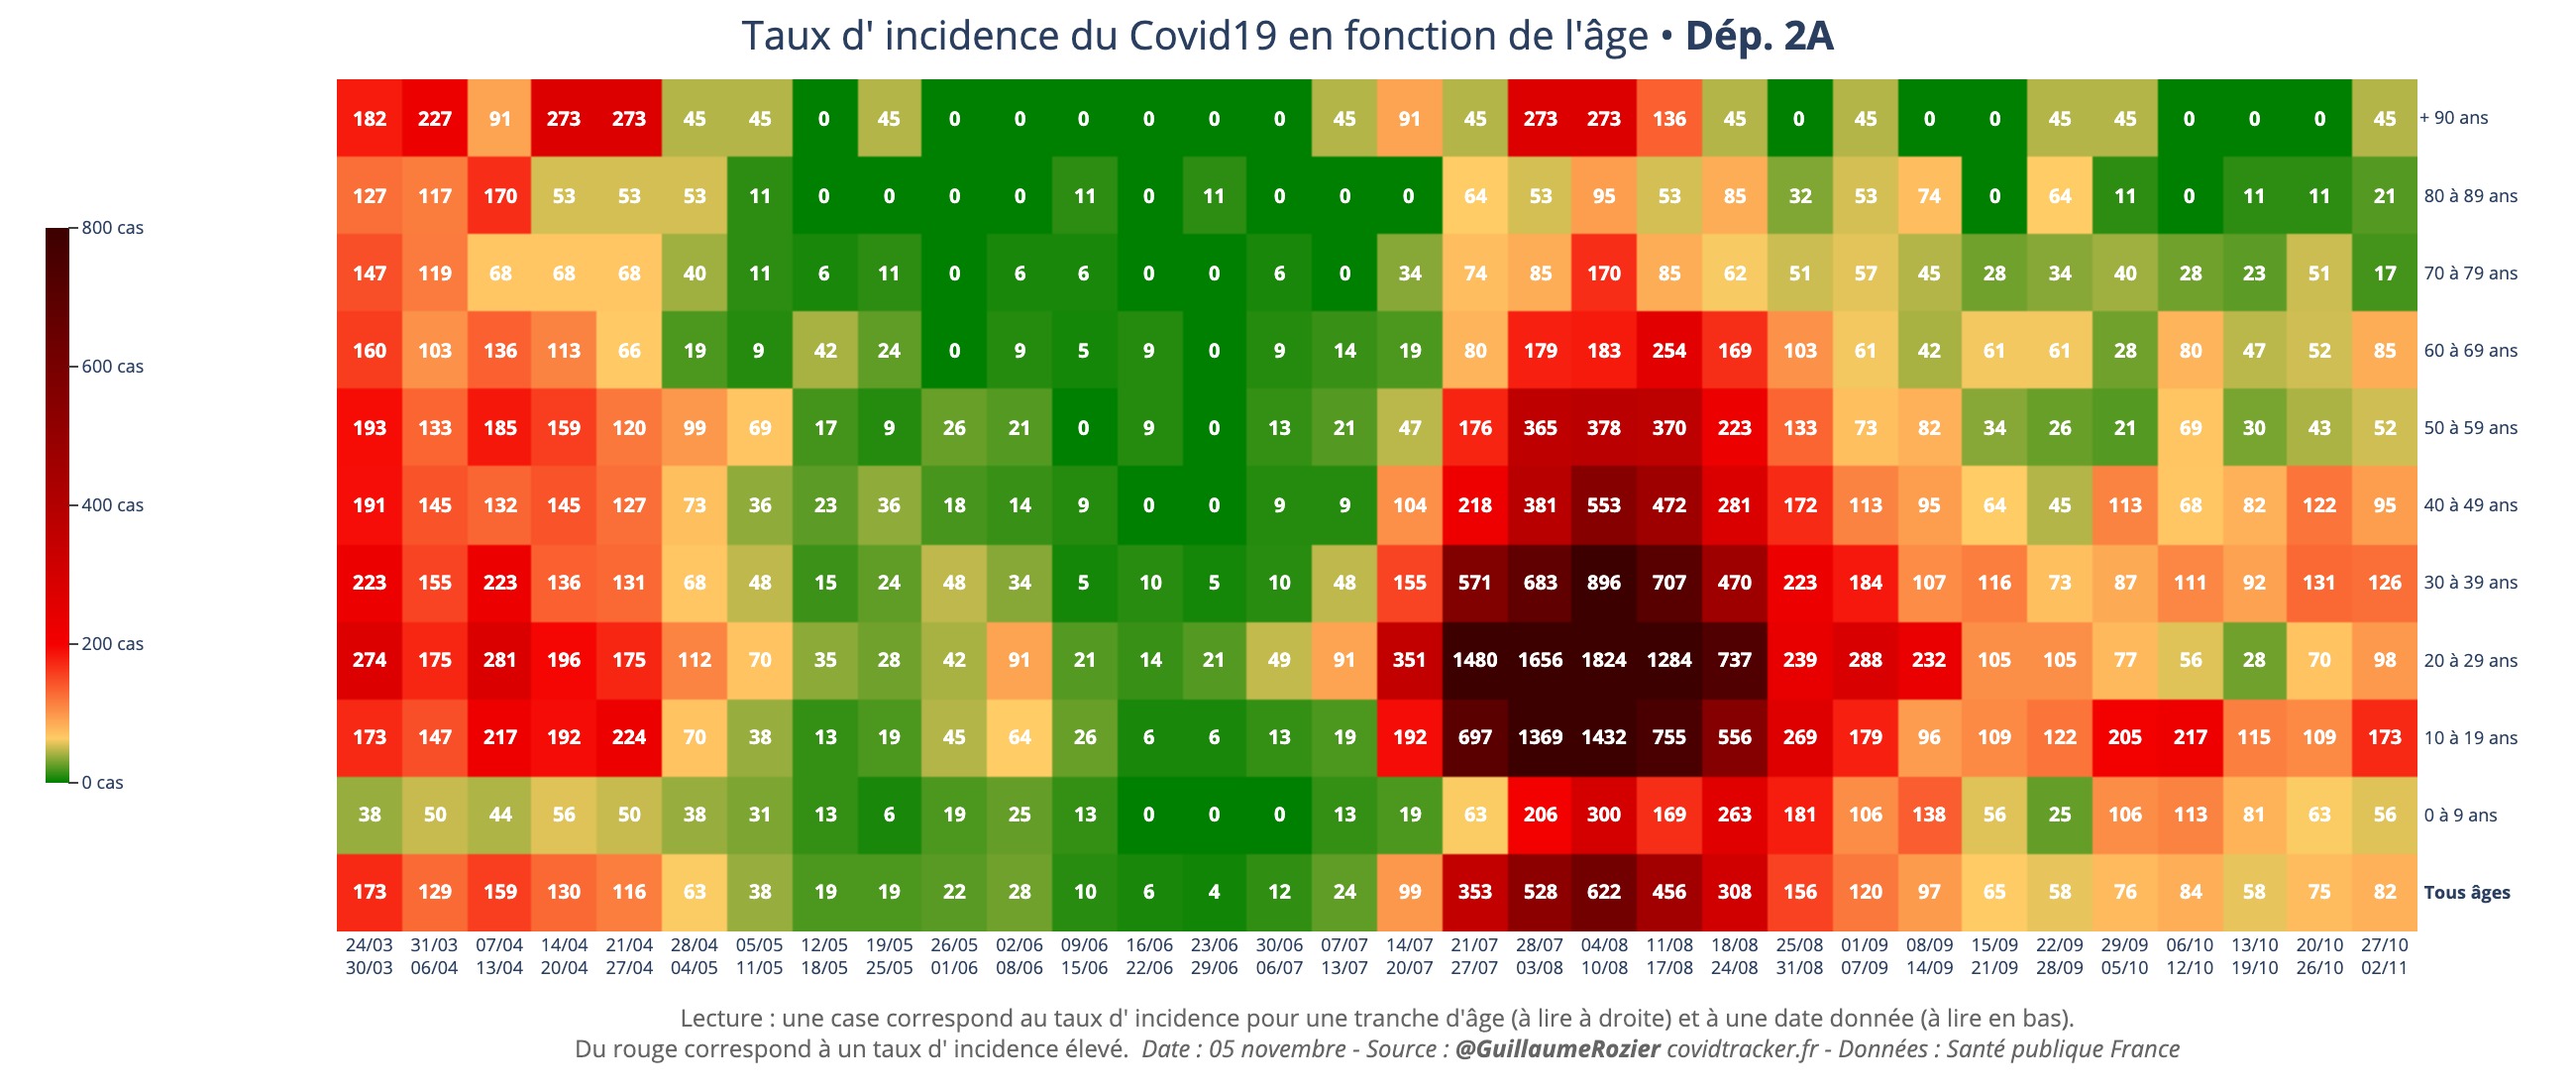 Taux d' incidence du Covid19 en fonction de l'âge • Dép. 2A
182 227 91 273 273 45 45 0 45 0 0 0 0 0 0 45 91 45 273 273 136 45 0 45 0 0 45 45 0 0 0 45 + 90 ans
127 117 170 53 53 53 11 0 0 0 0 11 0 11 0 0 0 64 53 95 53 85 32 53 74 0 64 11 0 11 11 21 80 à 89 ans
800 cas
147 119 68 68 68 40 11 6 11 0 6 6 0 0 6 0 34 74 85 170 85 62 51 57 45 28 34 40 28 23 51 17 70 à 79 ans
160 103 136 113 66 19 9 42 24 0 9 5 9 0 9 14 19 80 179 183 254 169 103 61 42 61 61 28 80 47 52 85 60 à 69 ans
600 cas
193 133 185 159 120 99 69 17 9 26 21 0 9 0 13 21 47 176 365 378 370 223 133 73 82 34 26 21 69 30 43 52 50 à 59 ans
400 cas
191 145 132 145 127 73 36 23 36 18 14 9 0 0 9 9 104 218 381 553 472 281 172 113 95 64 45 113 68 82 122 95 40 à 49 ans
223 155 223 136 131 68 48 15 24 48 34 5 10 5 10 48 155 571 683 896 707 470 223 184 107 116 73 87 111 92 131 126 30 à 39 ans
200 cas
274 175 281 196 175 112 70 35 28 42 91 21 14 21 49 91 351 1480 1656 1824 1284 737 239 288 232 105 105 77 56 28 70 98 20 à 29 ans
173 147 217 192 224 70 38 13 19 45 64 26 6 6 13 19 192 697 1369 1432 755 556 269 179 96 109 122 205 217 115 109 173 10 à 19 ans
0 cas
38 50 44 56 50 38 31 13 6 19 25 13 0 0 0 13 19 63 206 300 169 263 181 106 138 56 25 106 113 81 63 56 0 à 9 ans
173 129 159 130 116 63 38 19 19 22 28 10 6 4 12 24 99 353 528 622 456 308 156 120 97 65 58 76 84 58 75 82 Tous âges
24/03 31/03 07/04 14/04 21/04 28/04 05/05 12/05 19/05 26/05 02/06 09/06 16/06 23/06 30/06 07/07 14/07 21/07 28/07 04/08 11/08 18/08 25/08 01/09 08/09 15/09 22/09 29/09 06/10 13/10 20/10 27/10
30/03 06/04 13/04 20/04 27/04 04/05 11/05 18/05 25/05 01/06 08/06 15/06 22/06 29/06 06/07 13/07 20/07 27/07 03/08 10/08 17/08 24/08 31/08 07/09 14/09 21/09 28/09 05/10 12/10 19/10 26/10 02/11
Lecture : une case correspond au taux d' incidence pour une tranche d'âge (à lire à droite) et à une date donnée (à lire en bas).
Du rouge correspond à un taux d' incidence élevé. Date : 05 novembre - Source : @GuillaumeRozier covidtracker.fr - Données : Santé publique France